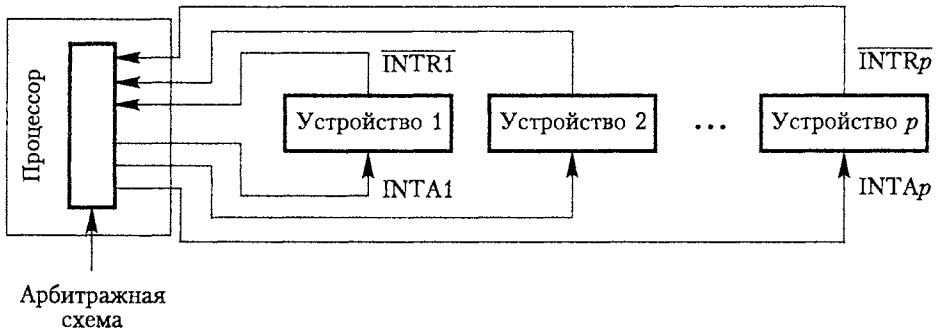 Процессор
INTR1
INTRp
Устройство 1
Устройство 2
...
Устройство p
INTA1
INTAp
Арбитражная
схема